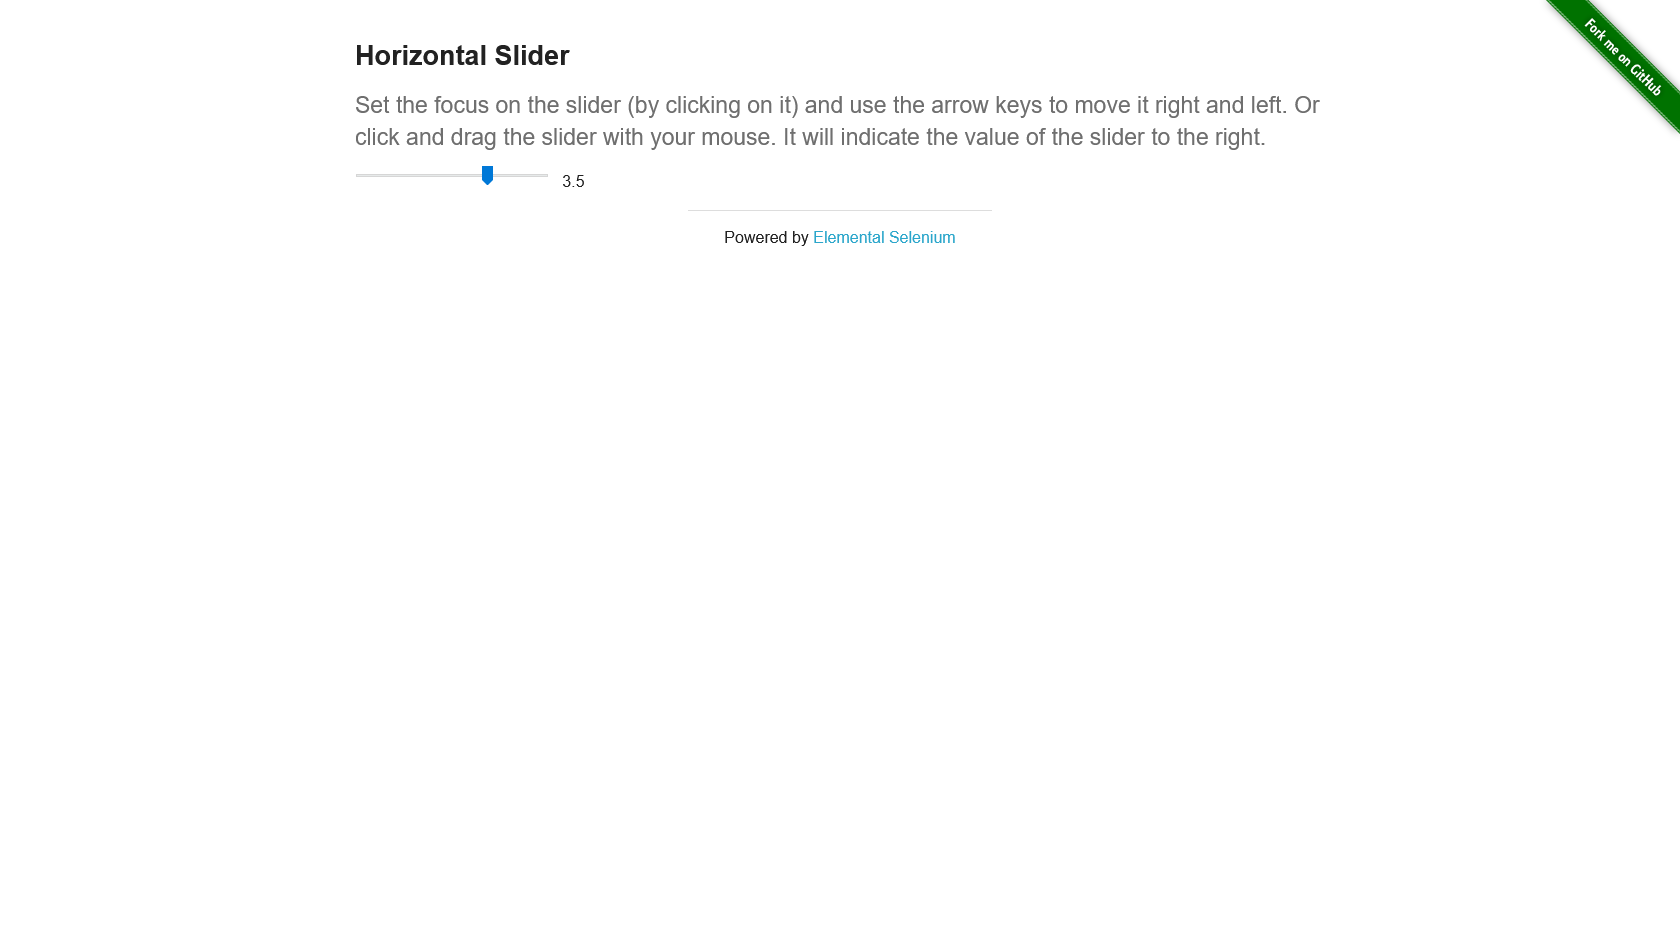 Fork me on GitHub
Horizontal Slider
Set the focus on the slider (by clicking on it) and use the arrow keys to move it right and left. Or
click and drag the slider with your mouse. It will indicate the value of the slider to the right.
3.5
Powered by Elemental Selenium